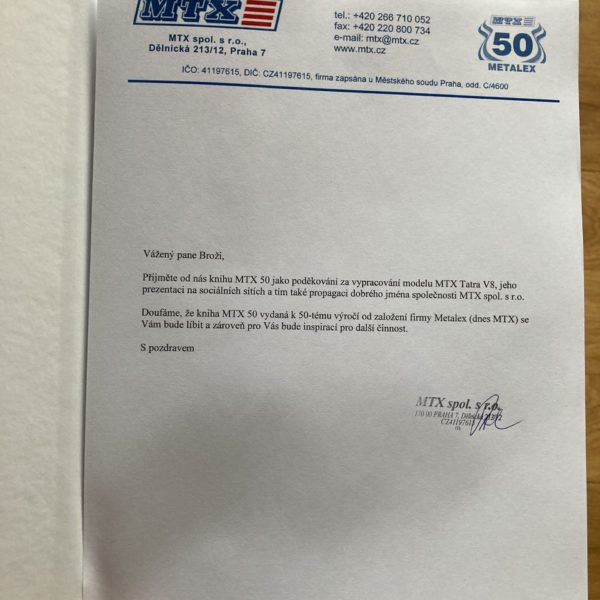 MTX
MTX spol. s r.o.,
Dělnická 213/12, Praha 7
tel.: +420 266 710 052
fax: +420 220 800 734
e-mail: mtx@mtx.cz
www.mtx.cz
MTX
50
METALEX
IČO: 41197615, DIČ: CZ41197615, firma zapsána u Městského soudu Praha, odd. C/4600
Vážený pane Broži,
Přijměte od nás knihu MTX 50 jako poděkování za vypracování modelu MTX Tatra V8, jeho
prezentaci na sociálních sítích a tím také propagaci dobrého jména společnosti MTX spol. s r.o.
Doufáme, že kniha MTX 50 vydaná k 50-tému výročí od založení firmy Metalex (dnes MTX) se
Vám bude líbit a zároveň pro Vás bude inspirací pro další činnost.
S pozdravem
MTX spol. s r.o.
170 00 PRAHA 7, Dělnická 213/12
CZ41197615